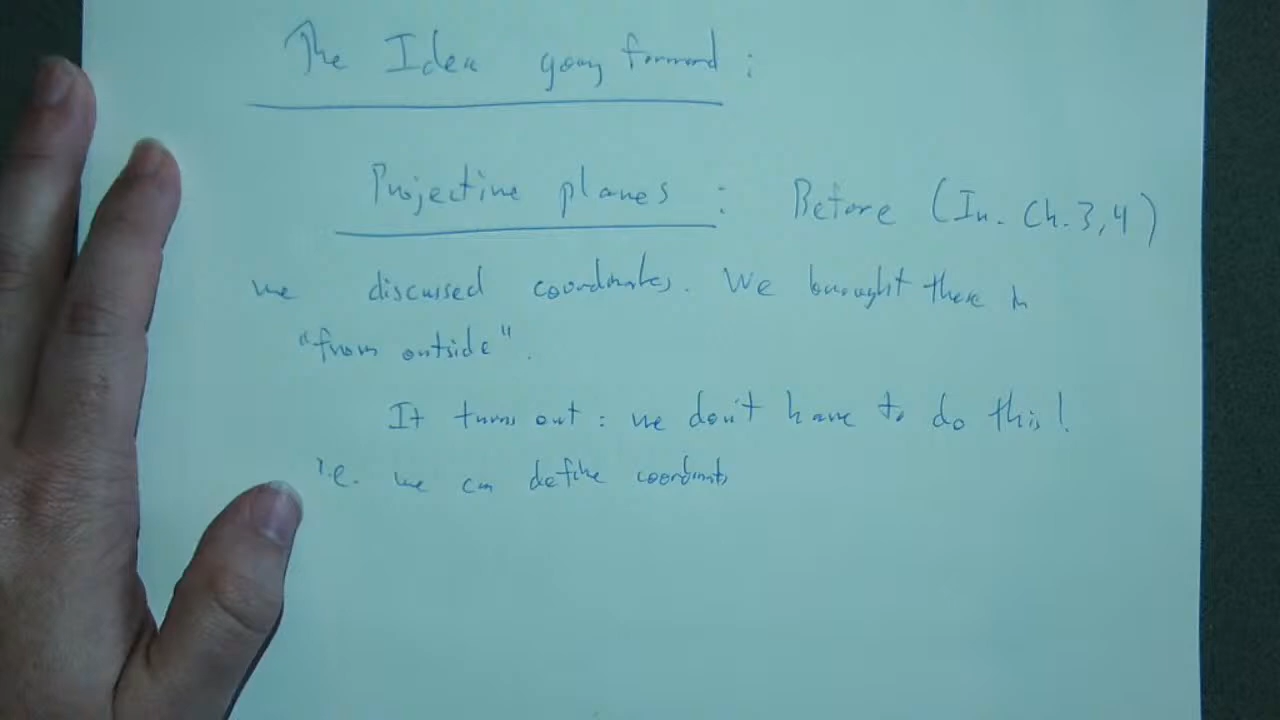 The Idea going forward :
Projective planes : Before (In. Ch. 3, 4)
we discussed coordinates. We brought these in
"from outside".
It turns out : we don't have to do this!
i.e. we can define coordinates